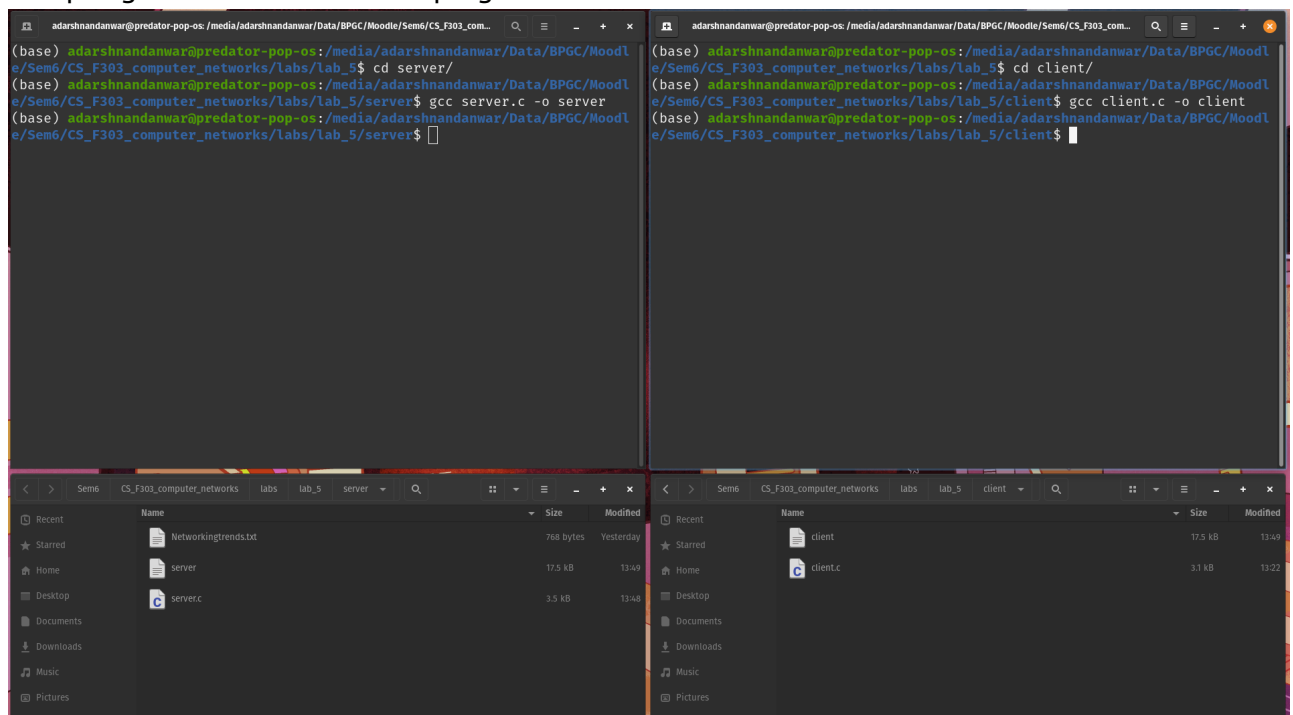 adarshnandanwar@predator-pop-os: /media/adarshnandanwar/Data/BPGC/Moodle/Sem6/CS_F303_com...
(base) adarshnandanwar@predator-pop-os:/media/adarshnandanwar/Data/BPGC/Moodl
e/Sem6/CS_F303_computer_networks/labs/lab_5$ cd server/
(base) adarshnandanwar@predator-pop-os:/media/adarshnandanwar/Data/BPGC/Moodl
e/Sem6/CS_F303_computer_networks/labs/lab_5/server$ gcc server.c -o server
(base) adarshnandanwar@predator-pop-os:/media/adarshnandanwar/Data/BPGC/Moodl
e/Sem6/CS_F303_computer_networks/labs/lab_5/server$
adarshnandanwar@predator-pop-os: /media/adarshnandanwar/Data/BPGC/Moodle/Sem6/CS_F303_com...
(base) adarshnandanwar@predator-pop-os:/media/adarshnandanwar/Data/BPGC/Moodl
e/Sem6/CS_F303_computer_networks/labs/lab_5$ cd client/
(base) adarshnandanwar@predator-pop-os:/media/adarshnandanwar/Data/BPGC/Moodl
e/Sem6/CS_F303_computer_networks/labs/lab_5/client$ gcc client.c -o client
(base) adarshnandanwar@predator-pop-os:/media/adarshnandanwar/Data/BPGC/Moodl
e/Sem6/CS_F303_computer_networks/labs/lab_5/client$
Sem6 CS_F303_computer_networks labs lab_5 server
Recent
Starred
Home
Desktop
Documents
Downloads
Music
Pictures
Name Size Modified
Networkingtrends.txt 768 bytes Yesterday
server 17.5 kB 13:49
C server.c 3.5 kB 13:48
Sem6 CS_F303_computer_networks labs lab_5 client
Recent
Starred
Home
Desktop
Documents
Downloads
Music
Pictures
Name Size Modified
client 17.5 kB 13:49
C client.c 3.1 kB 13:22